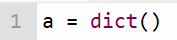 1 a = dict()